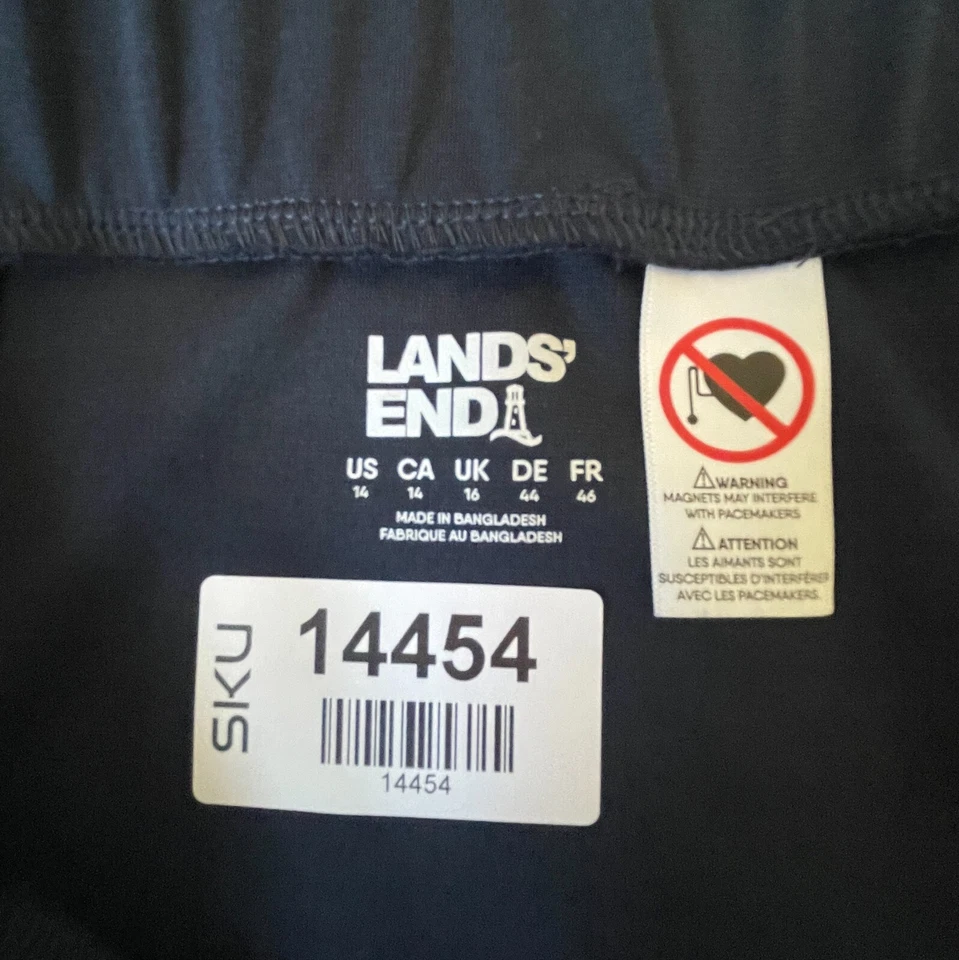 LANDS'
END
US CA UK DE FR
14 14 16 44 46
MADE IN BANGLADESH
FABRIQUE AU BANGLADESH
⚠WARNING
MAGNETS MAY INTERFERE
WITH PACEMAKERS
⚠ATTENTION
LES AIMANTS SONT
SUSCEPTIBLES D'INTERFÉRER
AVEC LES PACEMAKERS.
SKU
14454
14454